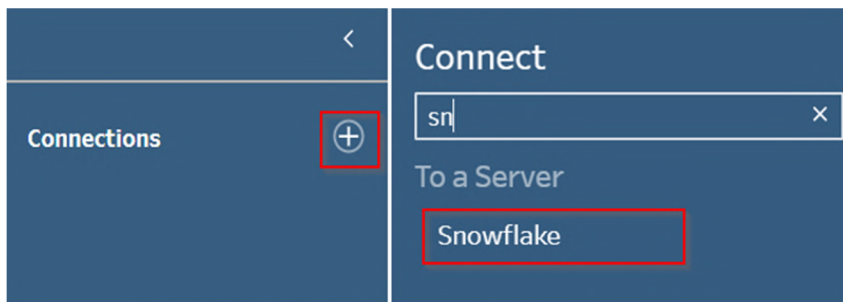 Connections
Connect
sn
To a Server
Snowflake